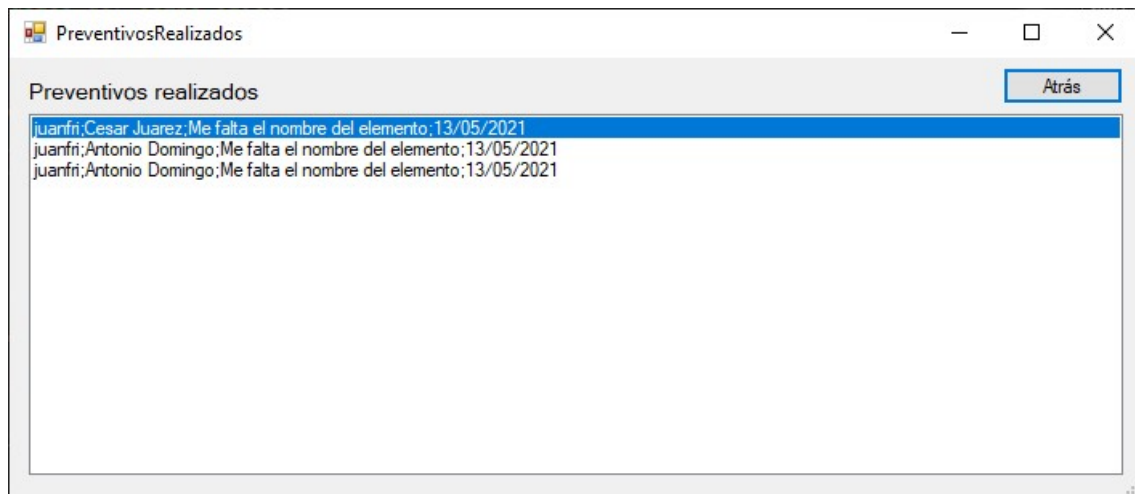 PreventivosRealizados
Preventivos realizados
Atrás
juanfri;Cesar Juarez;Me falta el nombre del elemento;13/05/2021
juanfri;Antonio Domingo;Me falta el nombre del elemento;13/05/2021
juanfri;Antonio Domingo;Me falta el nombre del elemento;13/05/2021